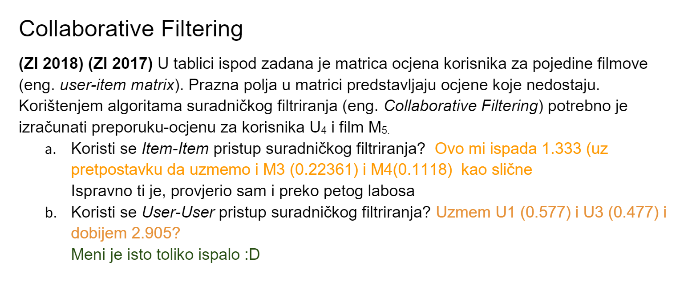 Collaborative Filtering
(ZI 2018) (ZI 2017) U tablici ispod zadana je matrica ocjena korisnika za pojedine filmove
(eng. user-item matrix). Prazna polja u matrici predstavljaju ocjene koje nedostaju.
Korištenjem algoritama suradničkog filtriranja (eng. Collaborative Filtering) potrebno je
izračunati preporuku-ocjenu za korisnika U4 i film M5.
a. Koristi se Item-Item pristup suradničkog filtriranja? Ovo mi ispada 1.333 (uz
pretpostavku da uzmemo i M3 (0.22361) i M4(0.1118) kao slične
Ispravno ti je, provjerio sam i preko petog labosa
b. Koristi se User-User pristup suradničkog filtriranja? Uzmem U1 (0.577) i U3 (0.477) i
dobijem 2.905?
Meni je isto toliko ispalo :D